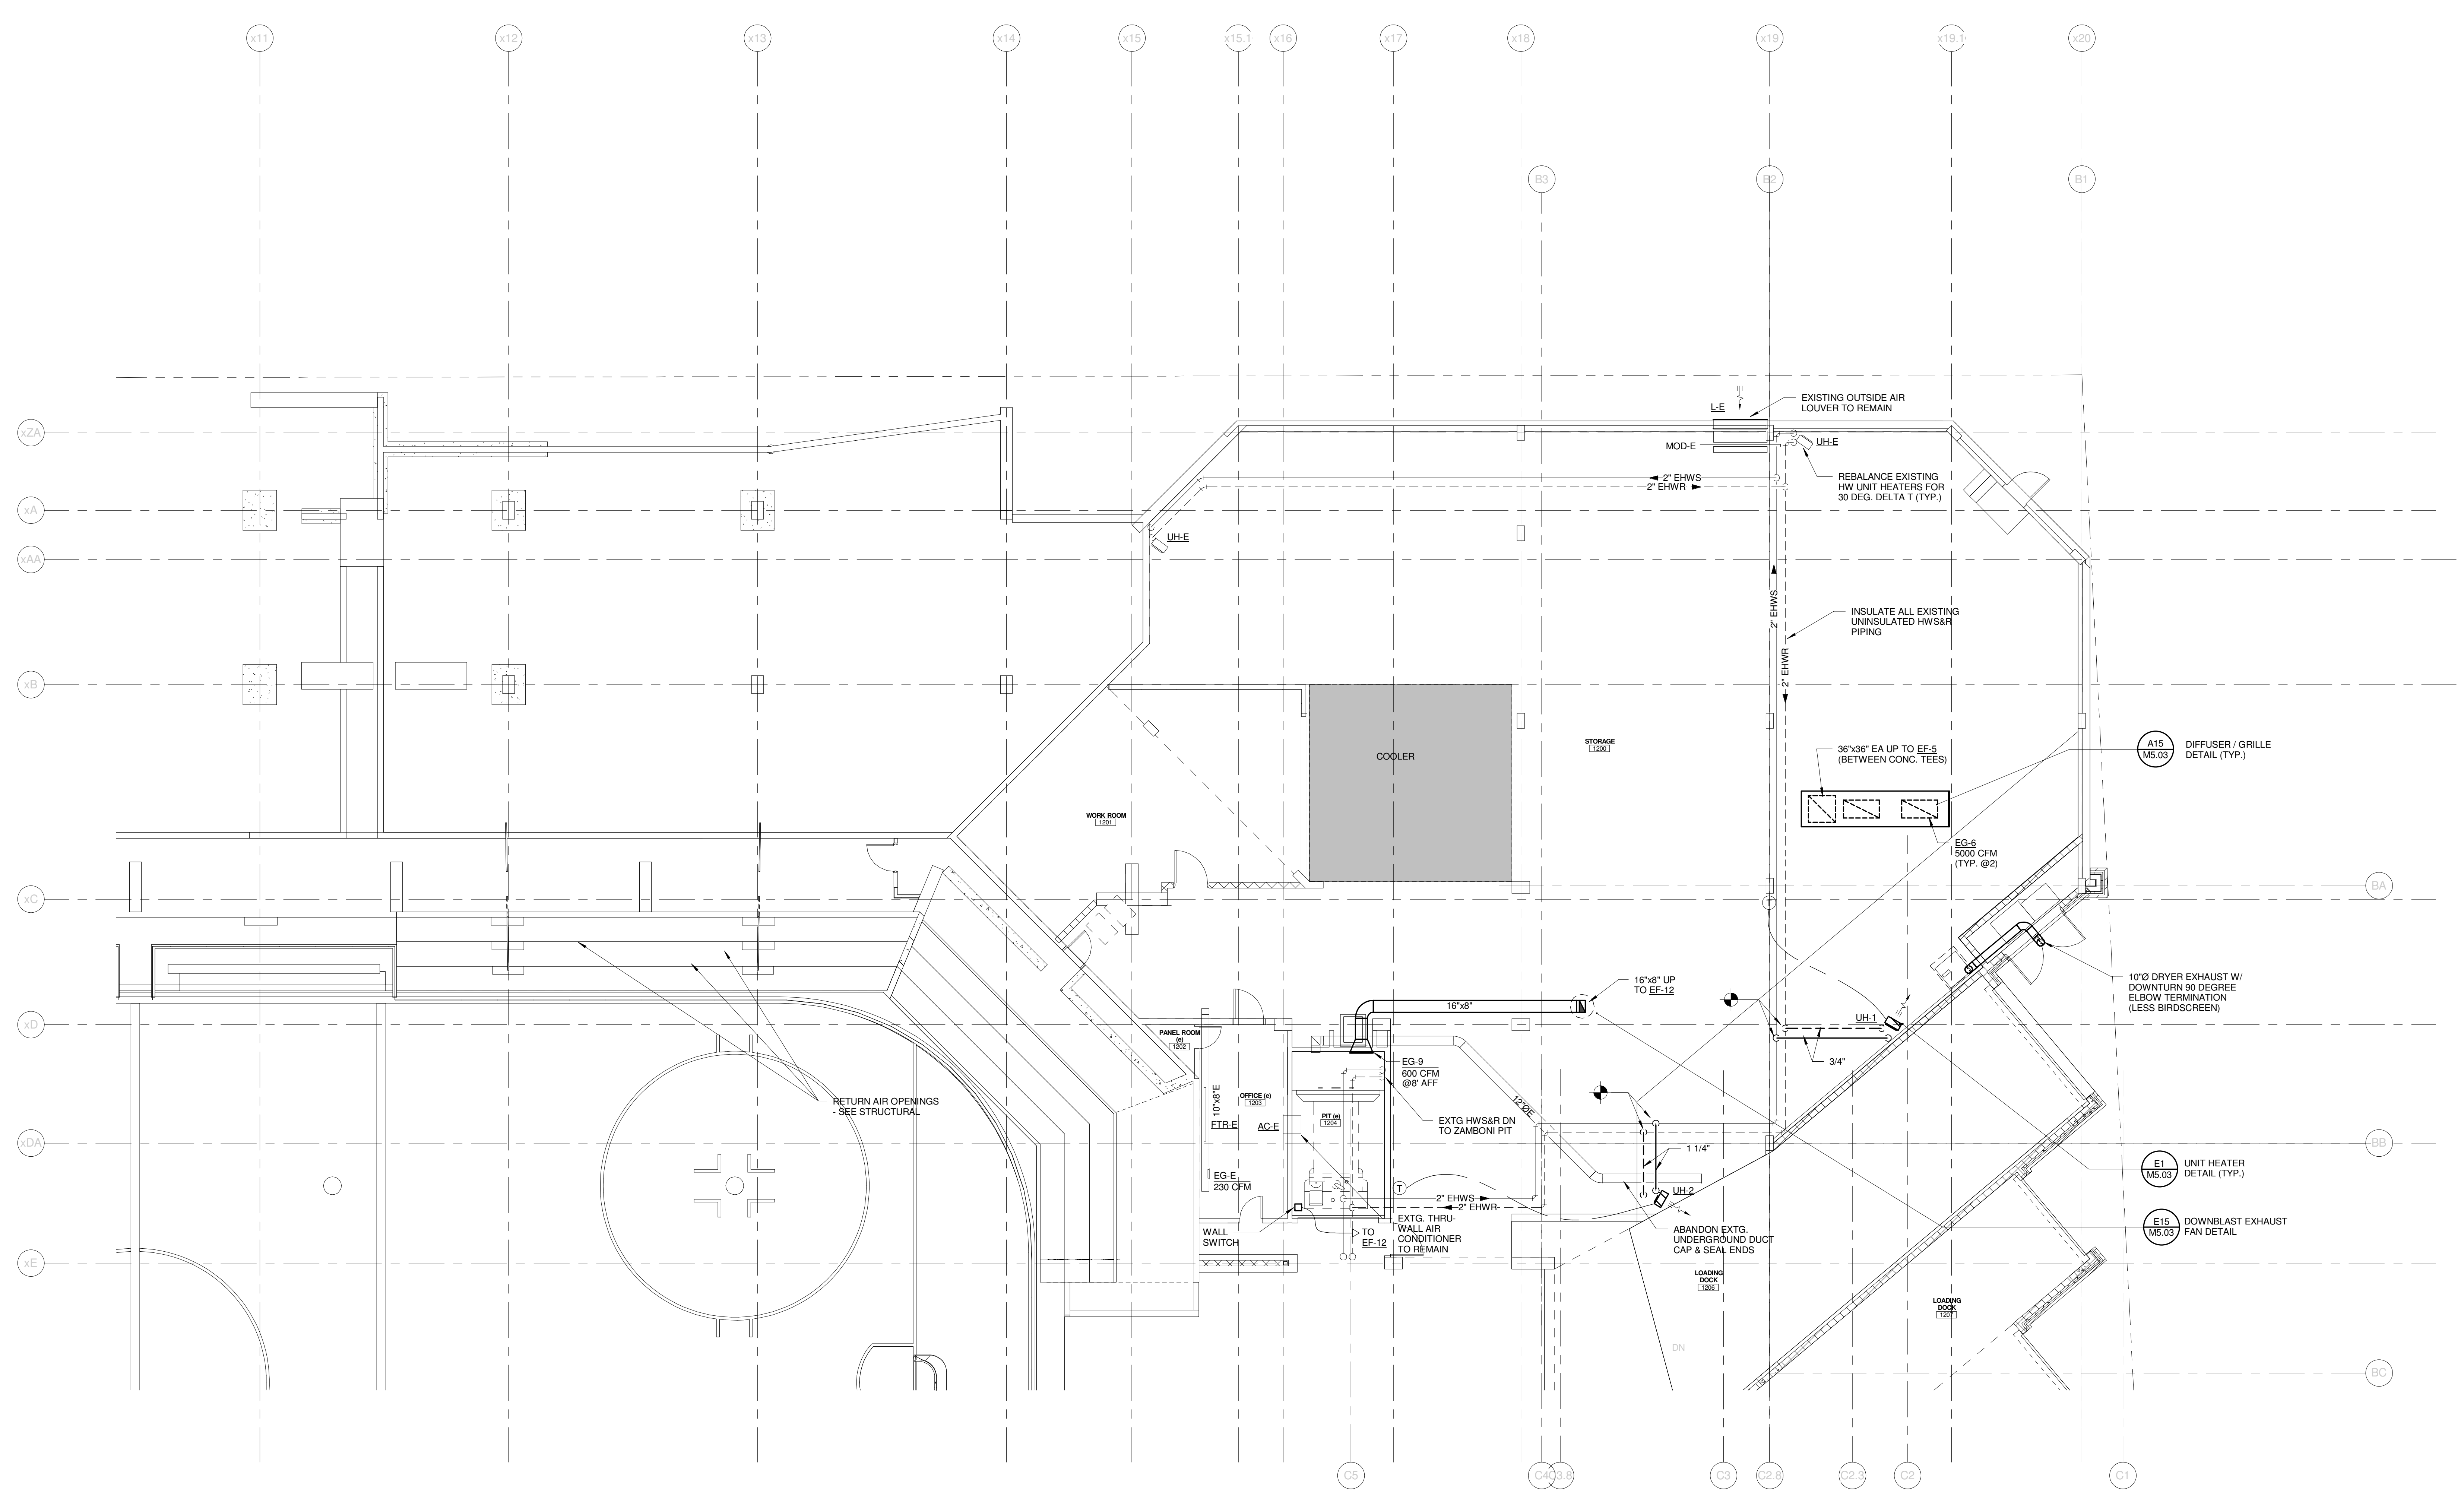 x11
x12
x13
x14
x15
x15.1
x16
x17
x18
x19
x19.1
x20
B3
B2
B1
xZA
xA
xAA
xB
xC
xD
xDA
xE
BA
BB
BC
C5
C4
C3.8
C3
C2.8
C2.3
C2
C1
L-E
EXISTING OUTSIDE AIR
LOUVER TO REMAIN
MOD-E
UH-E
REBALANCE EXISTING
HW UNIT HEATERS FOR
30 DEG. DELTA T (TYP.)
2" EHWS
2" EHWR
UH-E
2" EHWS
2" EHWR
INSULATE ALL EXISTING
UNINSULATED HWS&R
PIPING
COOLER
STORAGE
1200
36"x36" EA UP TO EF-5
(BETWEEN CONC. TEES)
A15
M5.03
DIFFUSER / GRILLE
DETAIL (TYP.)
EG-6
5000 CFM
(TYP. @2)
WORK ROOM
1201
T
10"Ø DRYER EXHAUST W/
DOWNTURN 90 DEGREE
ELBOW TERMINATION
(LESS BIRDSCREEN)
16"x8" UP
TO EF-12
16"x8"
UH-1
3/4"
PANEL ROOM
(e)
1202
EG-9
600 CFM
@8' AFF
RETURN AIR OPENINGS
- SEE STRUCTURAL
10"x8"E
FTR-E
OFFICE (e)
1203
AC-E
PIT (e)
1204
EXTG HWS&R DN
TO ZAMBONI PIT
12"ØE
1 1/4"
EG-E
230 CFM
T
2" EHWS
2" EHWR
UH-2
E1
M5.03
UNIT HEATER
DETAIL (TYP.)
E15
M5.03
DOWNBLAST EXHAUST
FAN DETAIL
WALL
SWITCH
TO
EF-12
EXTG. THRU-
WALL AIR
CONDITIONER
TO REMAIN
ABANDON EXTG.
UNDERGROUND DUCT
CAP & SEAL ENDS
LOADING
DOCK
1206
LOADING
DOCK
1207
DN